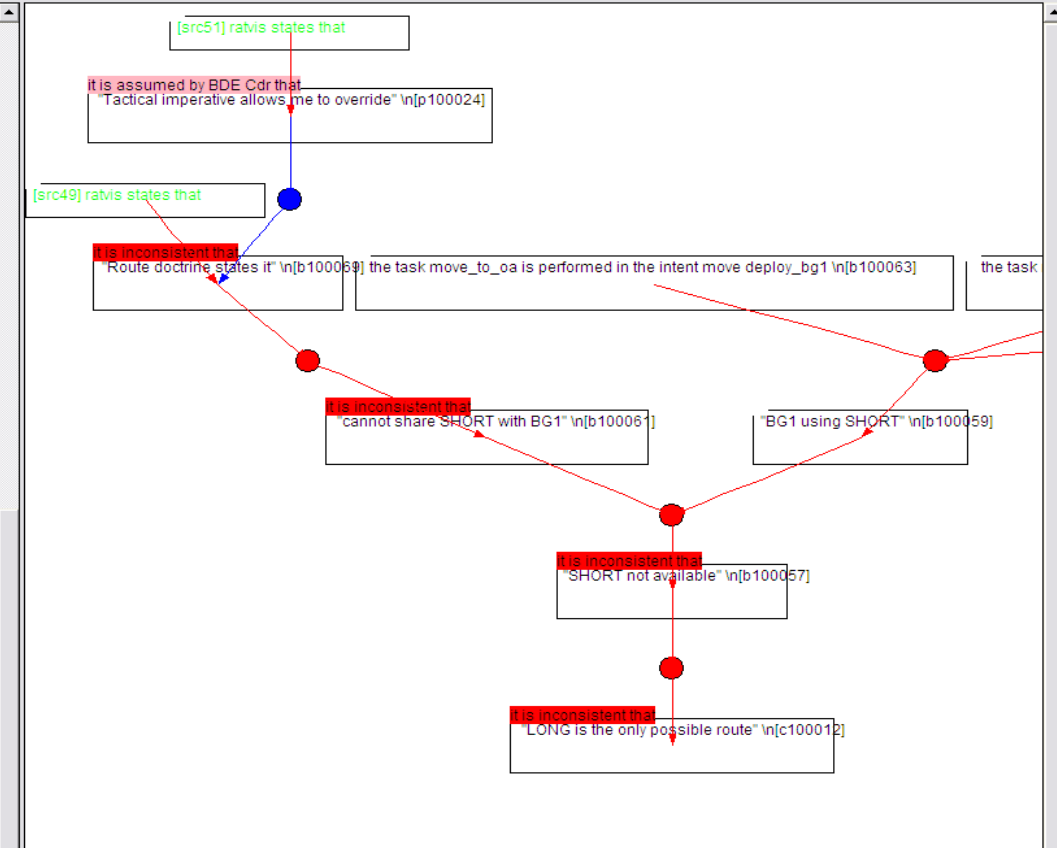 [src51] ratvis states that
it is assumed by BDE Cdr that
"Tactical imperative allows me to override" \n[p100024]
[src49] ratvis states that
it is inconsistent that
"Route doctrine states it" \n[b100069]
the task move_to_oa is performed in the intent move deploy_bg1 \n[b100063]
the task
it is inconsistent that
"cannot share SHORT with BG1" \n[b100061]
"BG1 using SHORT" \n[b100059]
it is inconsistent that
"SHORT not available" \n[b100057]
it is inconsistent that
"LONG is the only possible route" \n[c100012]